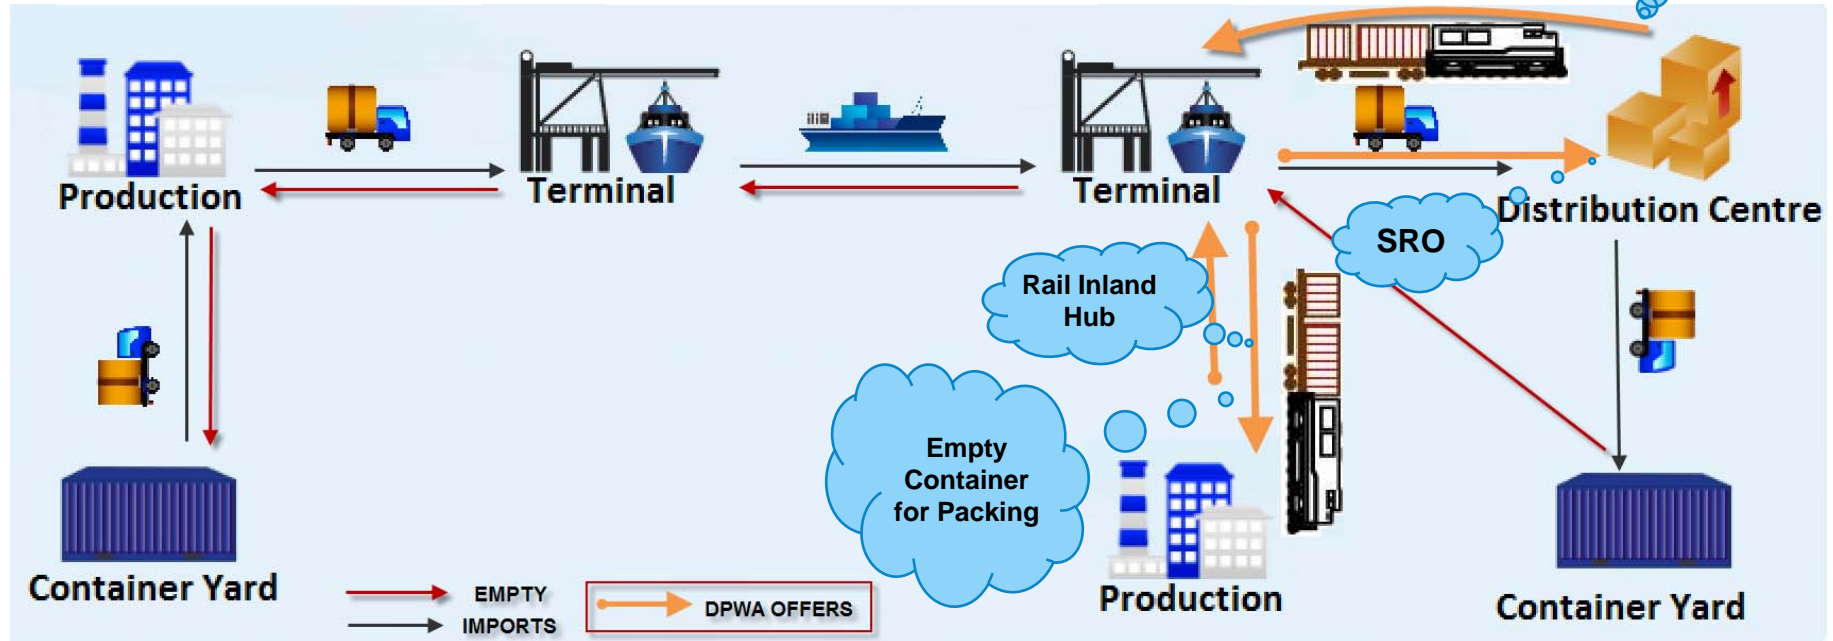 Production
Terminal
Terminal
Distribution Centre
SRO
Rail Inland
Hub
Empty
Container
for Packing
Container Yard
Production
Container Yard
EMPTY
IMPORTS
DPWA OFFERS